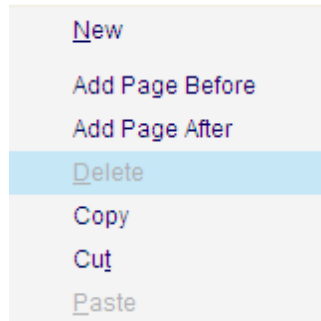 New
Add Page Before
Add Page After
Delete
Copy
Cut
Paste